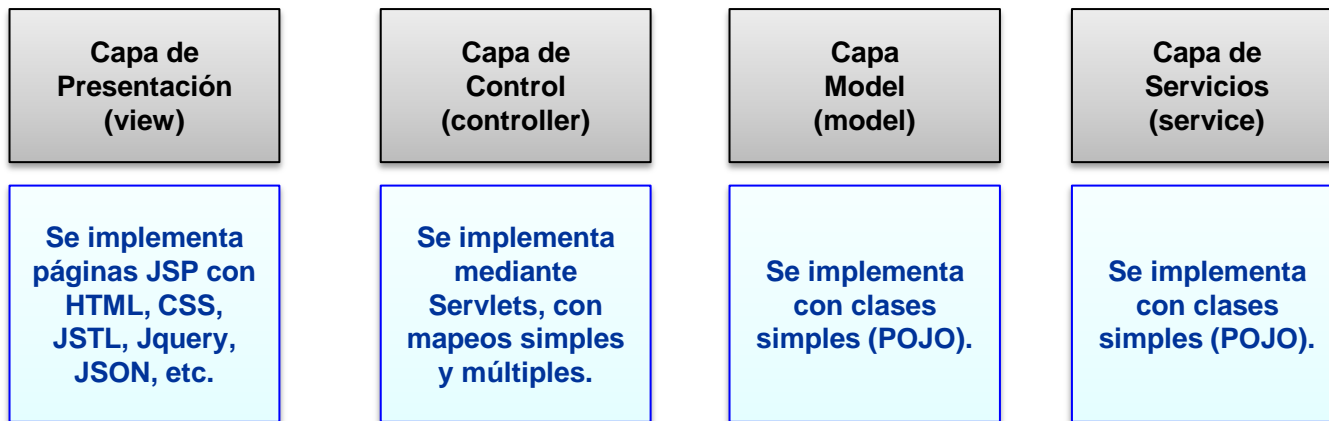 Capa de
Presentación
(view)
Capa de
Control
(controller)
Capa
Model
(model)
Capa de
Servicios
(service)
Se implementa
páginas JSP con
HTML, CSS,
JSTL, Jquery,
JSON, etc.
Se implementa
mediante
Servlets, con
mapeos simples
y múltiples.
Se implementa
con clases
simples (POJO).
Se implementa
con clases
simples (POJO).